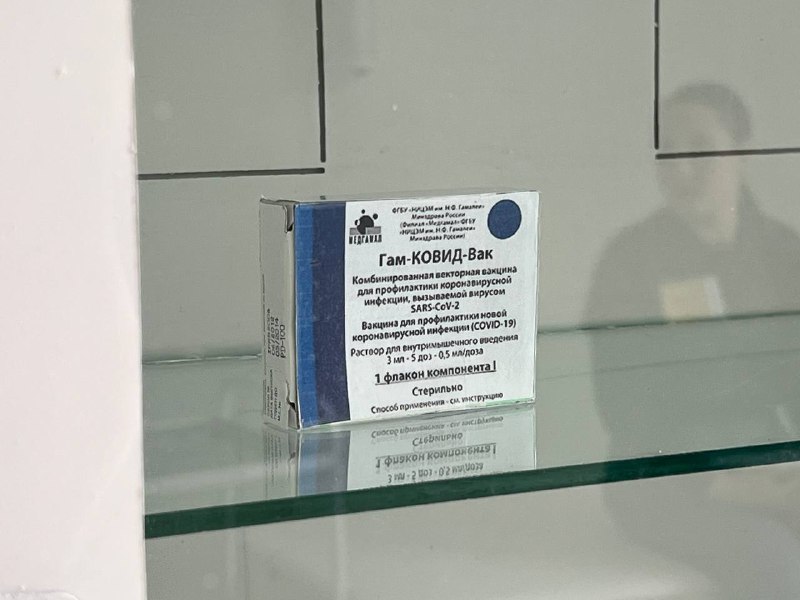 МЕДГАМАЛ
ФГБУ «НИЦЭМ им. Н.Ф. Гамалеи»
Минздрава России
(Филиал «Медгамал» ФГБУ
«НИЦЭМ им. Н.Ф. Гамалеи»
Минздрава России)
Гам-КОВИД-Вак
Комбинированная векторная вакцина
для профилактики коронавирусной
инфекции, вызываемой вирусом
SARS-CoV-2
Вакцина для профилактики новой
коронавирусной инфекции (COVID-19)
Раствор для внутримышечного введения
3 мл - 5 доз - 0,5 мл/доза
1 флакон компонента I
Стерильно
Способ применения - см. инструкцию